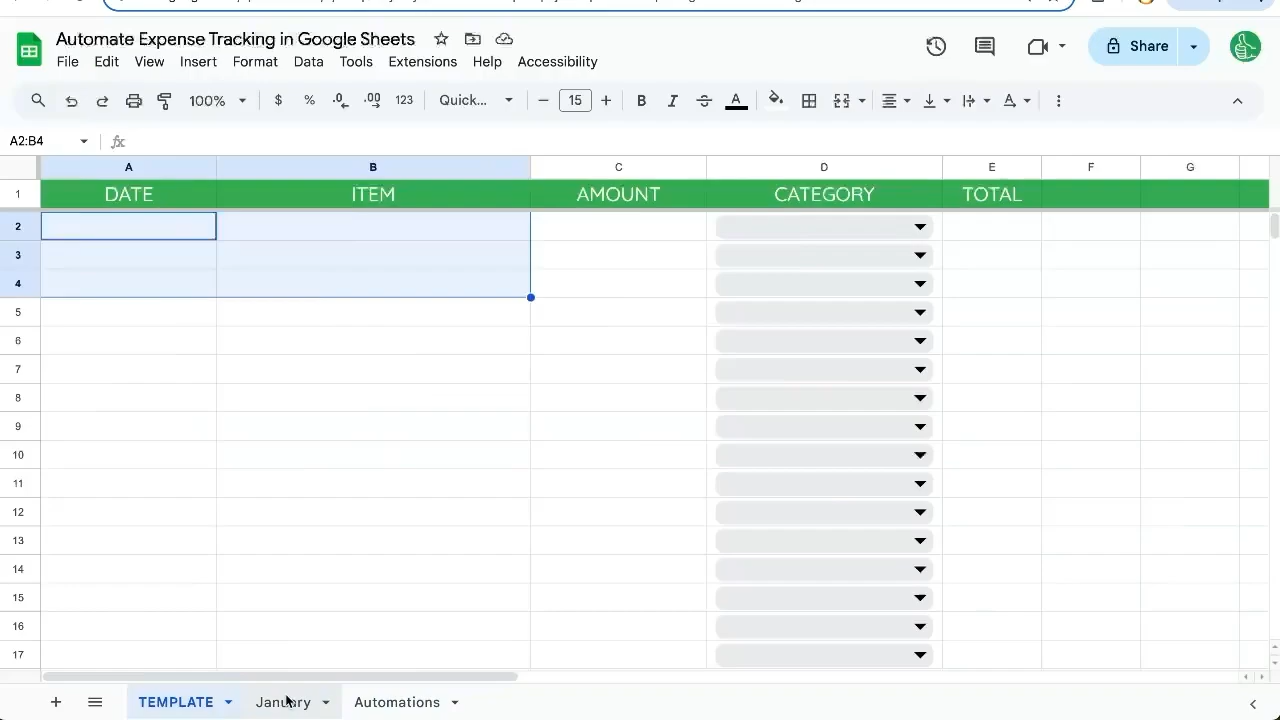 Automate Expense Tracking in Google Sheets
Share
File Edit View Insert Format Data Tools Extensions Help Accessibility
100% $ % .0 .00 123 Quick... 15 B I A
A2:B4 fx
A B C D E F G
1 DATE ITEM AMOUNT CATEGORY TOTAL
2
3
4
5
6
7
8
9
10
11
12
13
14
15
16
17
TEMPLATE January Automations